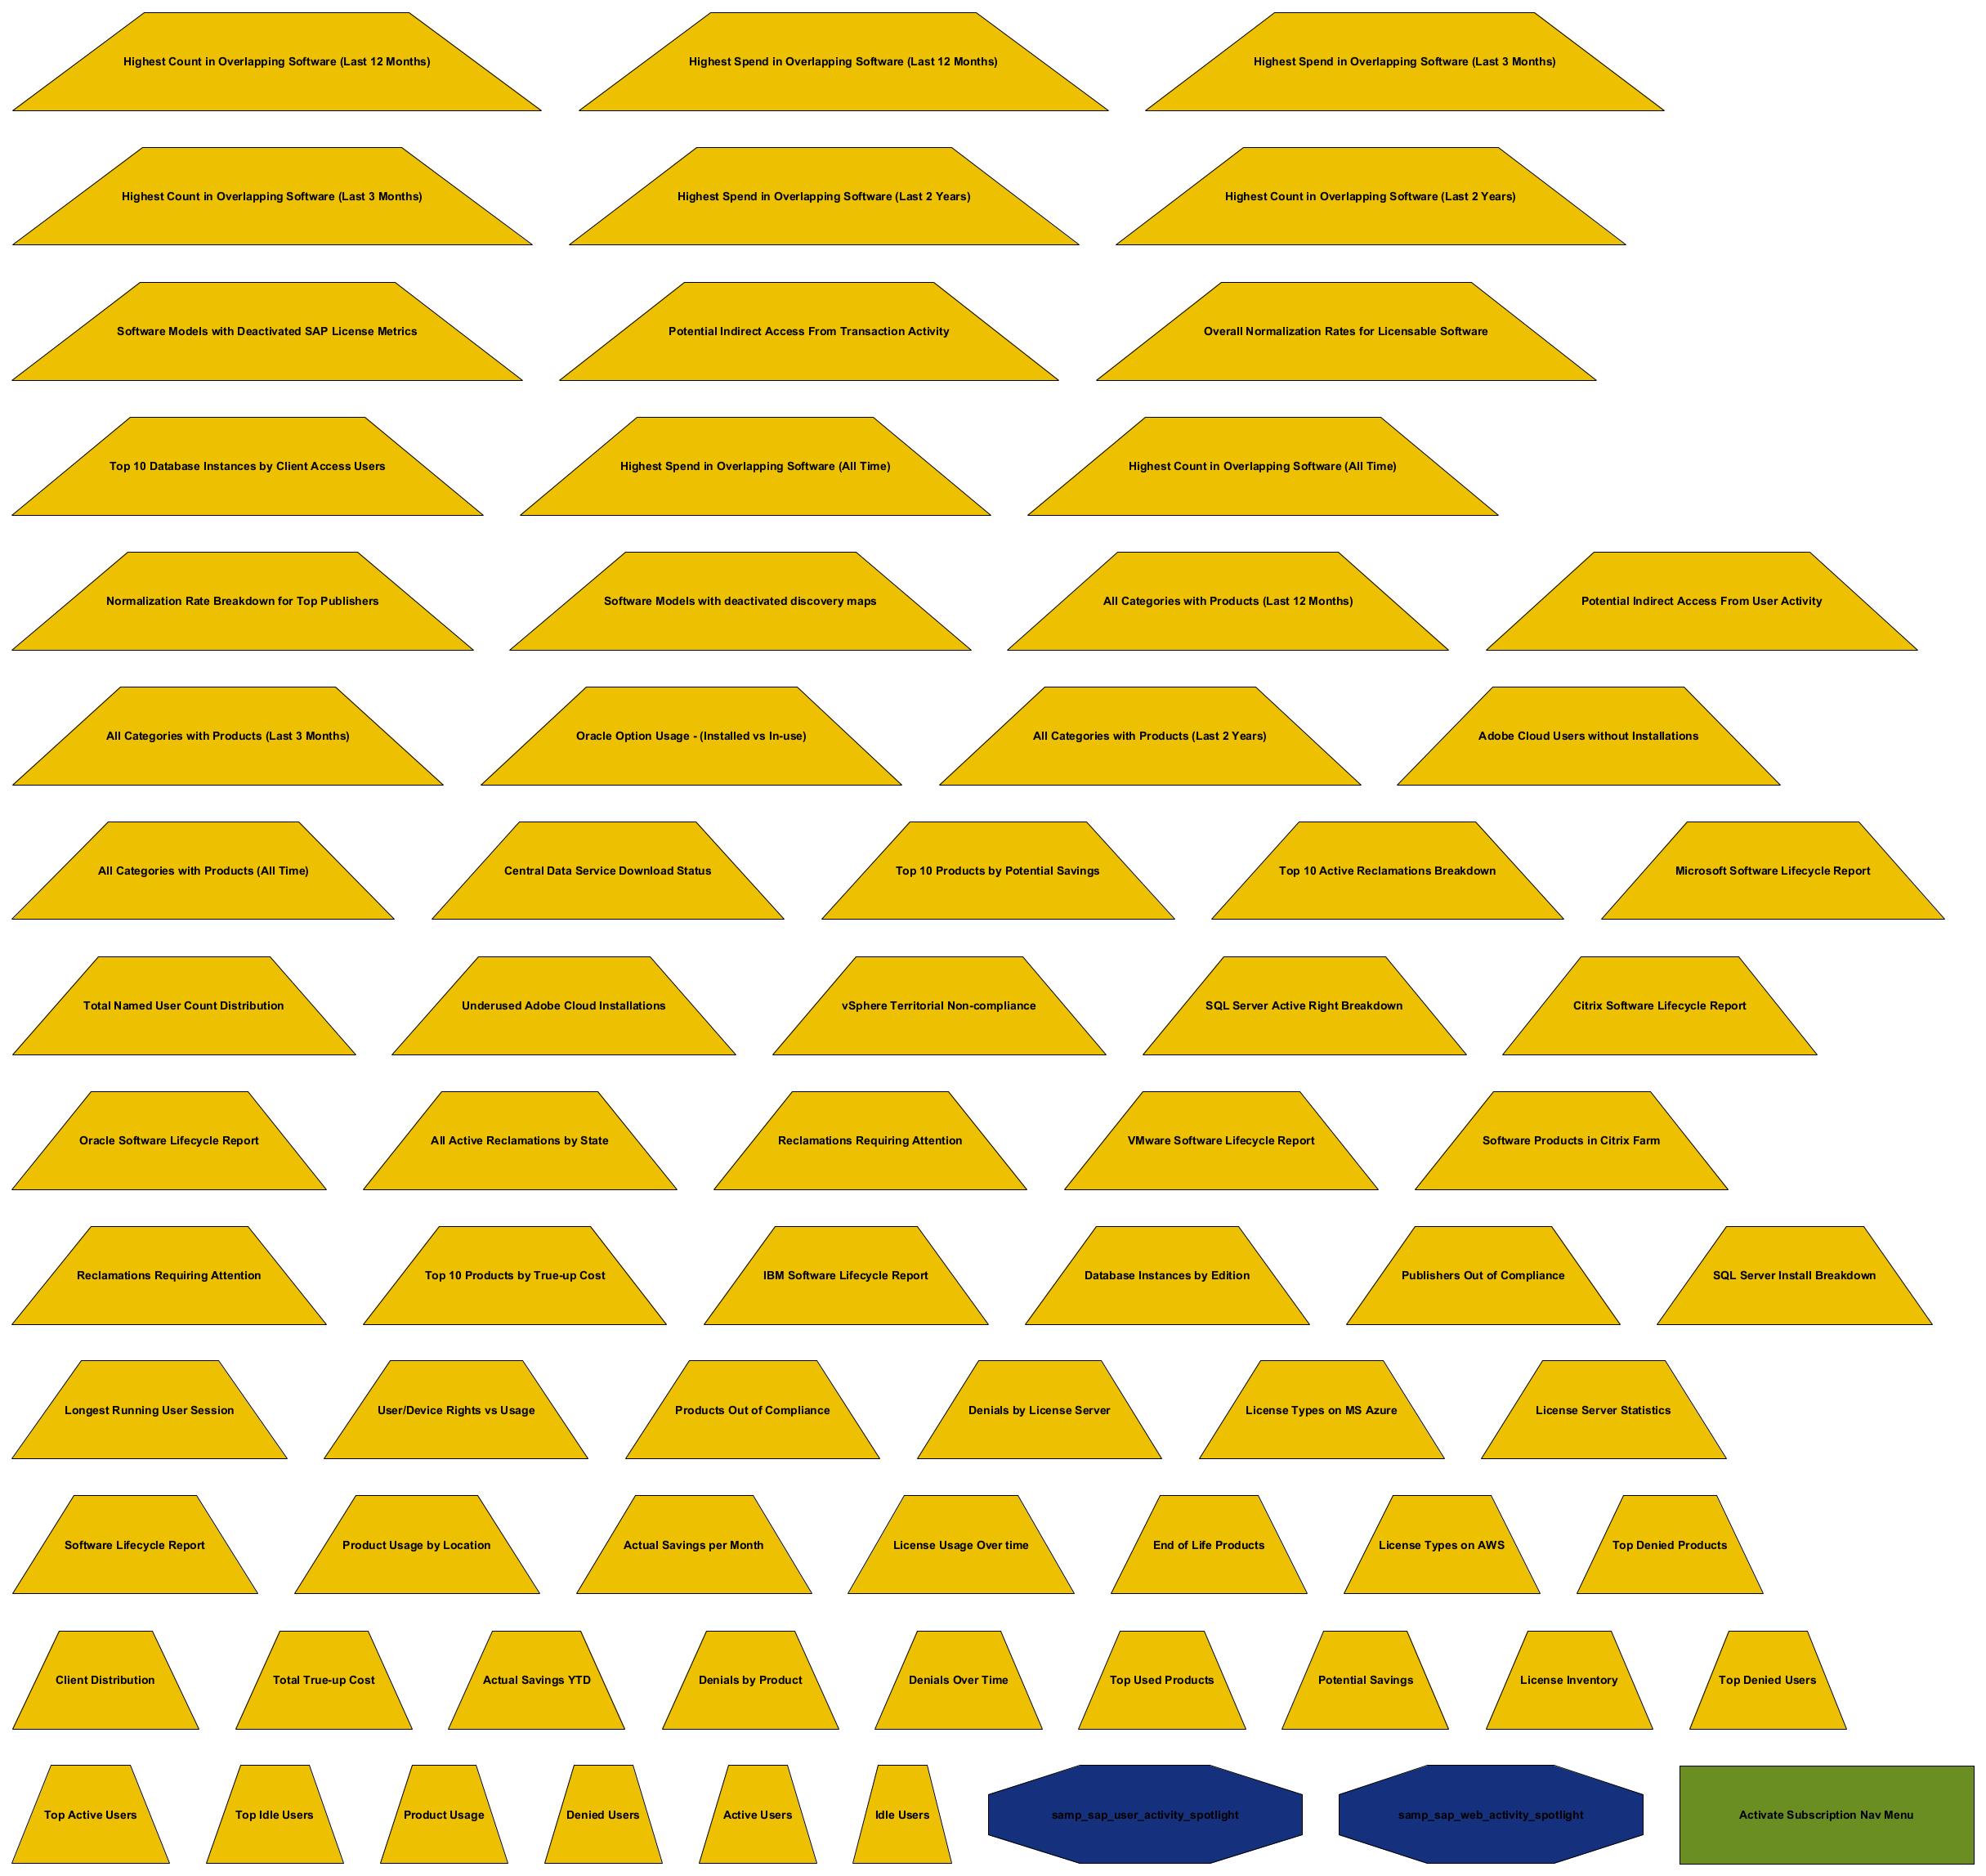 Highest Count in Overlapping Software (Last 12 Months)
Highest Spend in Overlapping Software (Last 12 Months)
Highest Spend in Overlapping Software (Last 3 Months)
Highest Count in Overlapping Software (Last 3 Months)
Highest Spend in Overlapping Software (Last 2 Years)
Highest Count in Overlapping Software (Last 2 Years)
Software Models with Deactivated SAP License Metrics
Potential Indirect Access From Transaction Activity
Overall Normalization Rates for Licensable Software
Top 10 Database Instances by Client Access Users
Highest Spend in Overlapping Software (All Time)
Highest Count in Overlapping Software (All Time)
Normalization Rate Breakdown for Top Publishers
Software Models with deactivated discovery maps
All Categories with Products (Last 12 Months)
Potential Indirect Access From User Activity
All Categories with Products (Last 3 Months)
Oracle Option Usage - (Installed vs In-use)
All Categories with Products (Last 2 Years)
Adobe Cloud Users without Installations
All Categories with Products (All Time)
Central Data Service Download Status
Top 10 Products by Potential Savings
Top 10 Active Reclamations Breakdown
Microsoft Software Lifecycle Report
Total Named User Count Distribution
Underused Adobe Cloud Installations
vSphere Territorial Non-compliance
SQL Server Active Right Breakdown
Citrix Software Lifecycle Report
Oracle Software Lifecycle Report
All Active Reclamations by State
Reclamations Requiring Attention
VMware Software Lifecycle Report
Software Products in Citrix Farm
Reclamations Requiring Attention
Top 10 Products by True-up Cost
IBM Software Lifecycle Report
Database Instances by Edition
Publishers Out of Compliance
SQL Server Install Breakdown
Longest Running User Session
User/Device Rights vs Usage
Products Out of Compliance
Denials by License Server
License Types on MS Azure
License Server Statistics
Software Lifecycle Report
Product Usage by Location
Actual Savings per Month
License Usage Over time
End of Life Products
License Types on AWS
Top Denied Products
Client Distribution
Total True-up Cost
Actual Savings YTD
Denials by Product
Denials Over Time
Top Used Products
Potential Savings
License Inventory
Top Denied Users
Top Active Users
Top Idle Users
Product Usage
Denied Users
Active Users
Idle Users
samp_sap_user_activity_spotlight
samp_sap_web_activity_spotlight
Activate Subscription Nav Menu